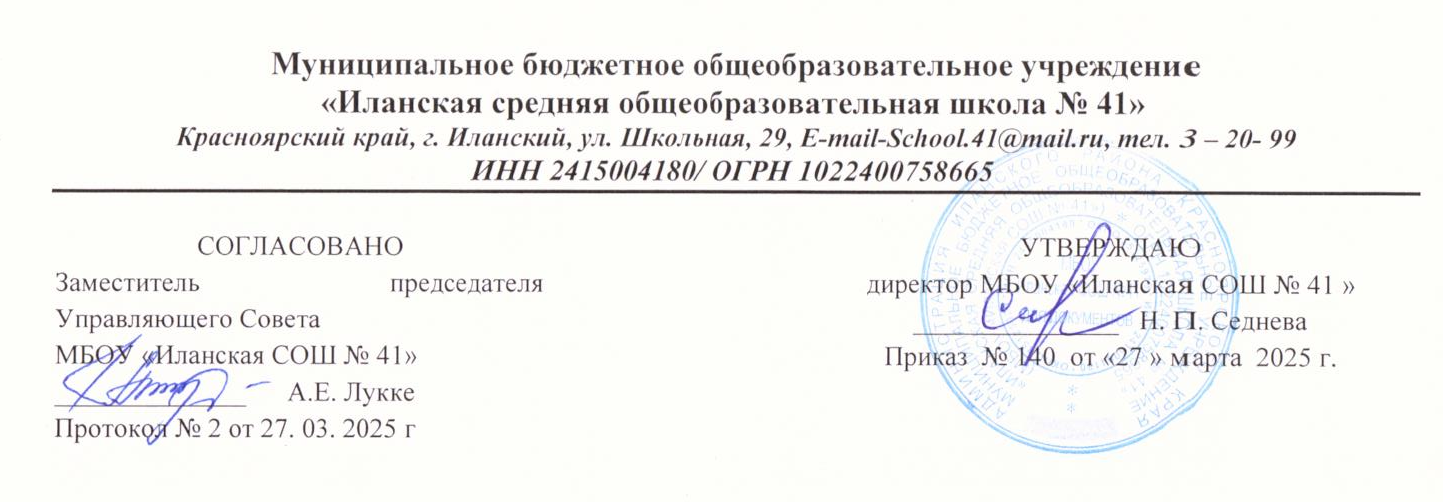 Муниципальное бюджетное общеобразовательное учреждение
«Иланская средняя общеобразовательная школа № 41»
Красноярский край, г. Иланский, ул. Школьная, 29, E-mail-School.41@mail.ru, тел. 3 – 20- 99
ИНН 2415004180/ ОГРН 1022400758665
СОГЛАСОВАНО
Заместитель председателя
Управляющего Совета
МБОУ «Иланская СОШ № 41»
А.Е. Лукке
Протокол № 2 от 27. 03. 2025 г
УТВЕРЖДАЮ
директор МБОУ «Иланская СОШ № 41 »
Н. П. Седнева
Приказ № 140 от «27 » марта 2025 г.